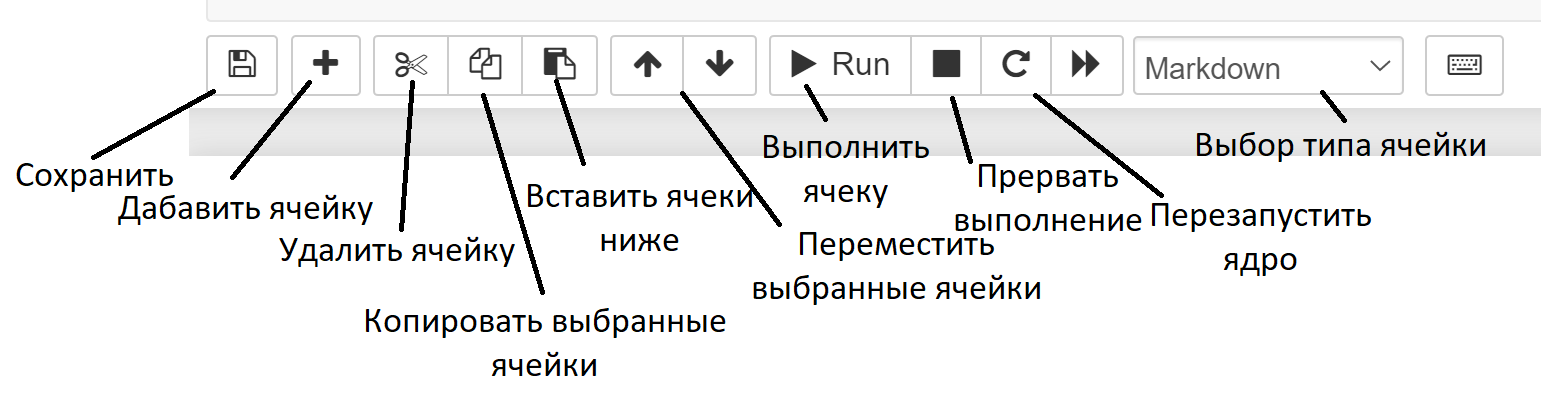 Run
Markdown
Сохранить
Дабавить ячейку
Удалить ячейку
Копировать выбранные
ячейки
Вставить ячеки
ниже
Переместить
выбранные ячейки
Выполнить
ячеку
Прервать
выполнение
Перезапустить
ядро
Выбор типа ячейки